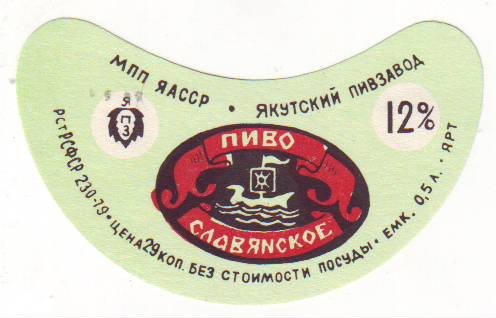 МПП ЯАССР • ЯКУТСКИЙ ПИВЗАВОД
Я
ПЗ
12%
ПИВО
СЛАВЯНСКОЕ
РСТ РСФСР 230-79 • ЦЕНА 29 КОП. БЕЗ СТОИМОСТИ ПОСУДЫ • ЕМК. 0,5 Л. • ЯРТ